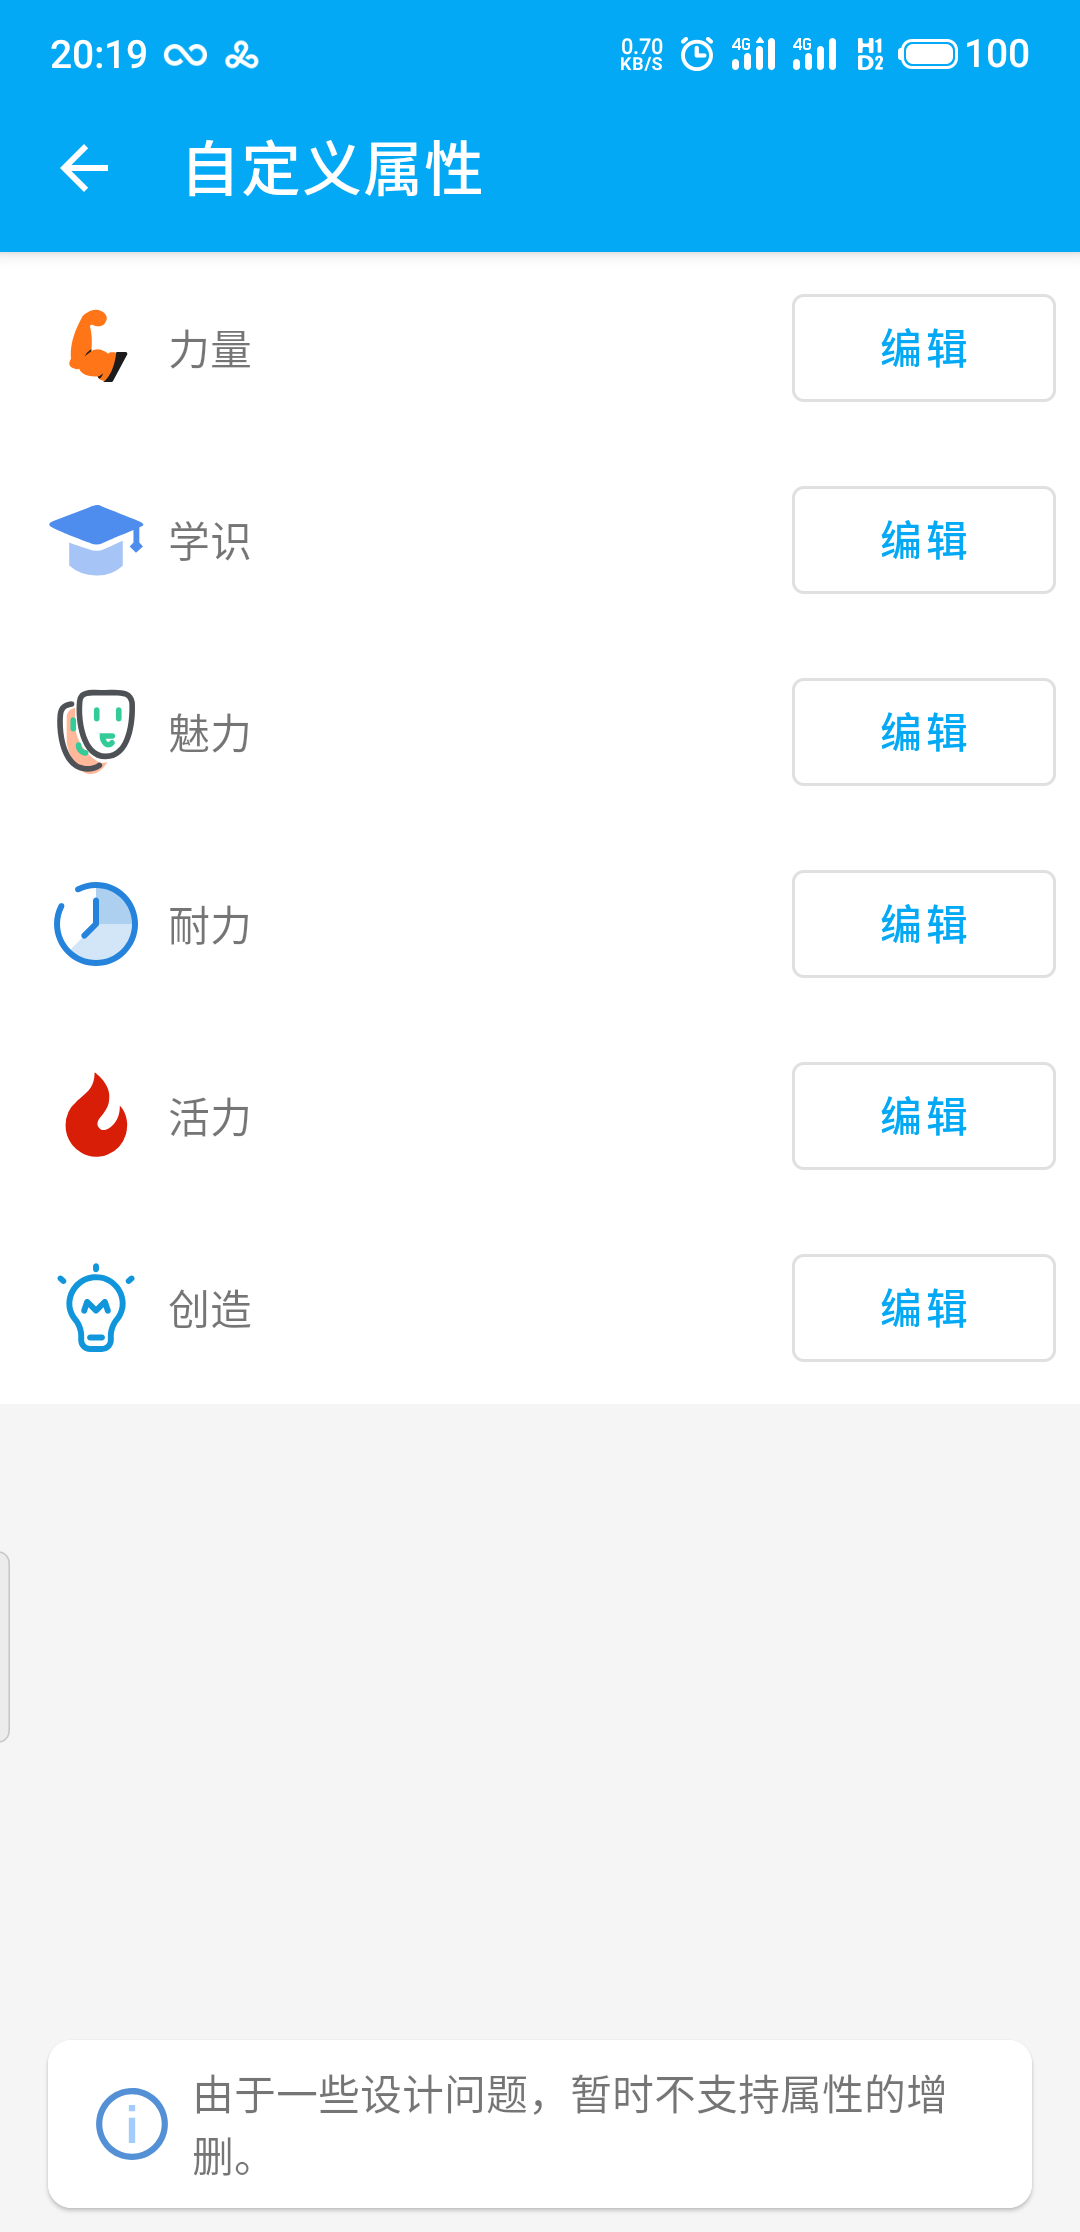 20:19
0.70 KB/S 4G 4G HD12 100
自定义属性
力量 编辑
学识 编辑
魅力 编辑
耐力 编辑
活力 编辑
创造 编辑
由于一些设计问题，暂时不支持属性的增
删。